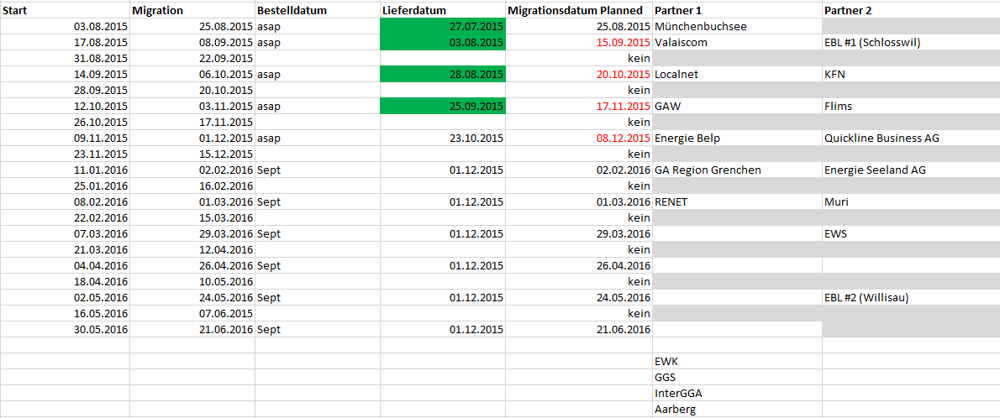 Start Migration Bestelldatum Lieferdatum Migrationsdatum Planned Partner 1 Partner 2
03.08.2015 25.08.2015 asap 27.07.2015 25.08.2015 Münchenbuchsee
17.08.2015 08.09.2015 asap 03.08.2015 15.09.2015 Valaiscom EBL #1 (Schlosswil)
31.08.2015 22.09.2015 kein
14.09.2015 06.10.2015 asap 28.08.2015 20.10.2015 Localnet KFN
28.09.2015 20.10.2015 kein
12.10.2015 03.11.2015 asap 25.09.2015 17.11.2015 GAW Flims
26.10.2015 17.11.2015 kein
09.11.2015 01.12.2015 asap 23.10.2015 08.12.2015 Energie Belp Quickline Business AG
23.11.2015 15.12.2015 kein
11.01.2016 02.02.2016 Sept 01.12.2015 02.02.2016 GA Region Grenchen Energie Seeland AG
25.01.2016 16.02.2016 kein
08.02.2016 01.03.2016 Sept 01.12.2015 01.03.2016 RENET Muri
22.02.2016 15.03.2016 kein
07.03.2016 29.03.2016 Sept 01.12.2015 29.03.2016 EWS
21.03.2016 12.04.2016 kein
04.04.2016 26.04.2016 Sept 01.12.2015 26.04.2016
18.04.2016 10.05.2016 kein
02.05.2016 24.05.2016 Sept 01.12.2015 24.05.2016 EBL #2 (Willisau)
16.05.2016 07.06.2015 kein
30.05.2016 21.06.2016 Sept 01.12.2015 21.06.2016
EWK
GGS
InterGGA
Aarberg